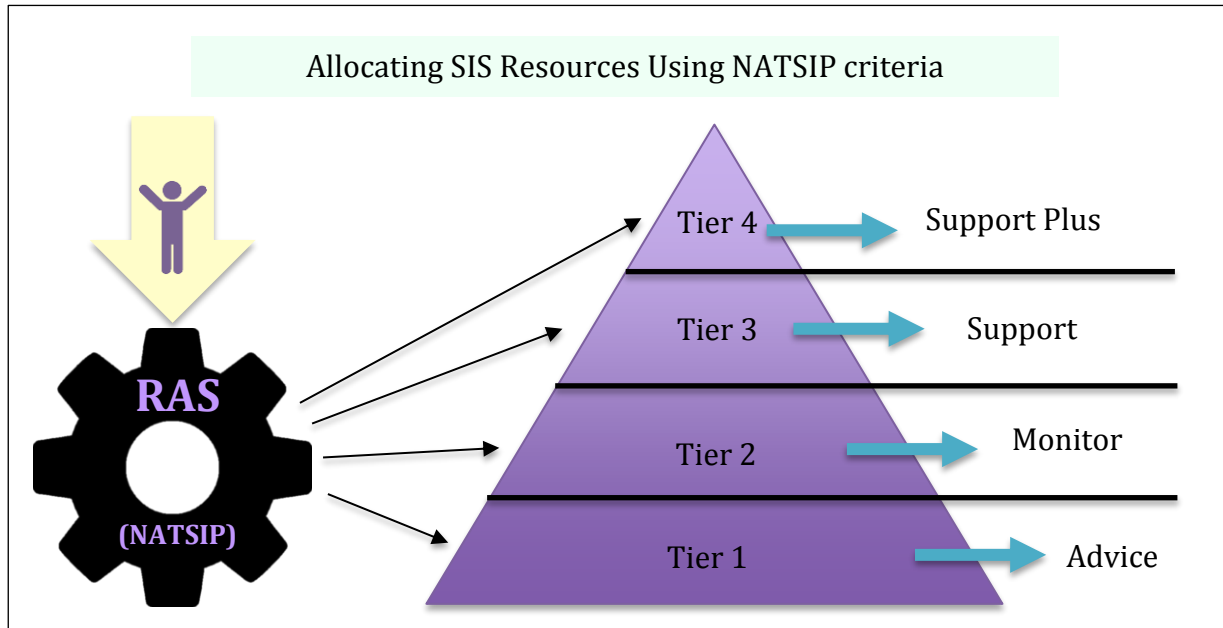 Allocating SIS Resources Using NATSIP criteria
RAS
(NATSIP)
Tier 4
Support Plus
Tier 3
Support
Tier 2
Monitor
Tier 1
Advice